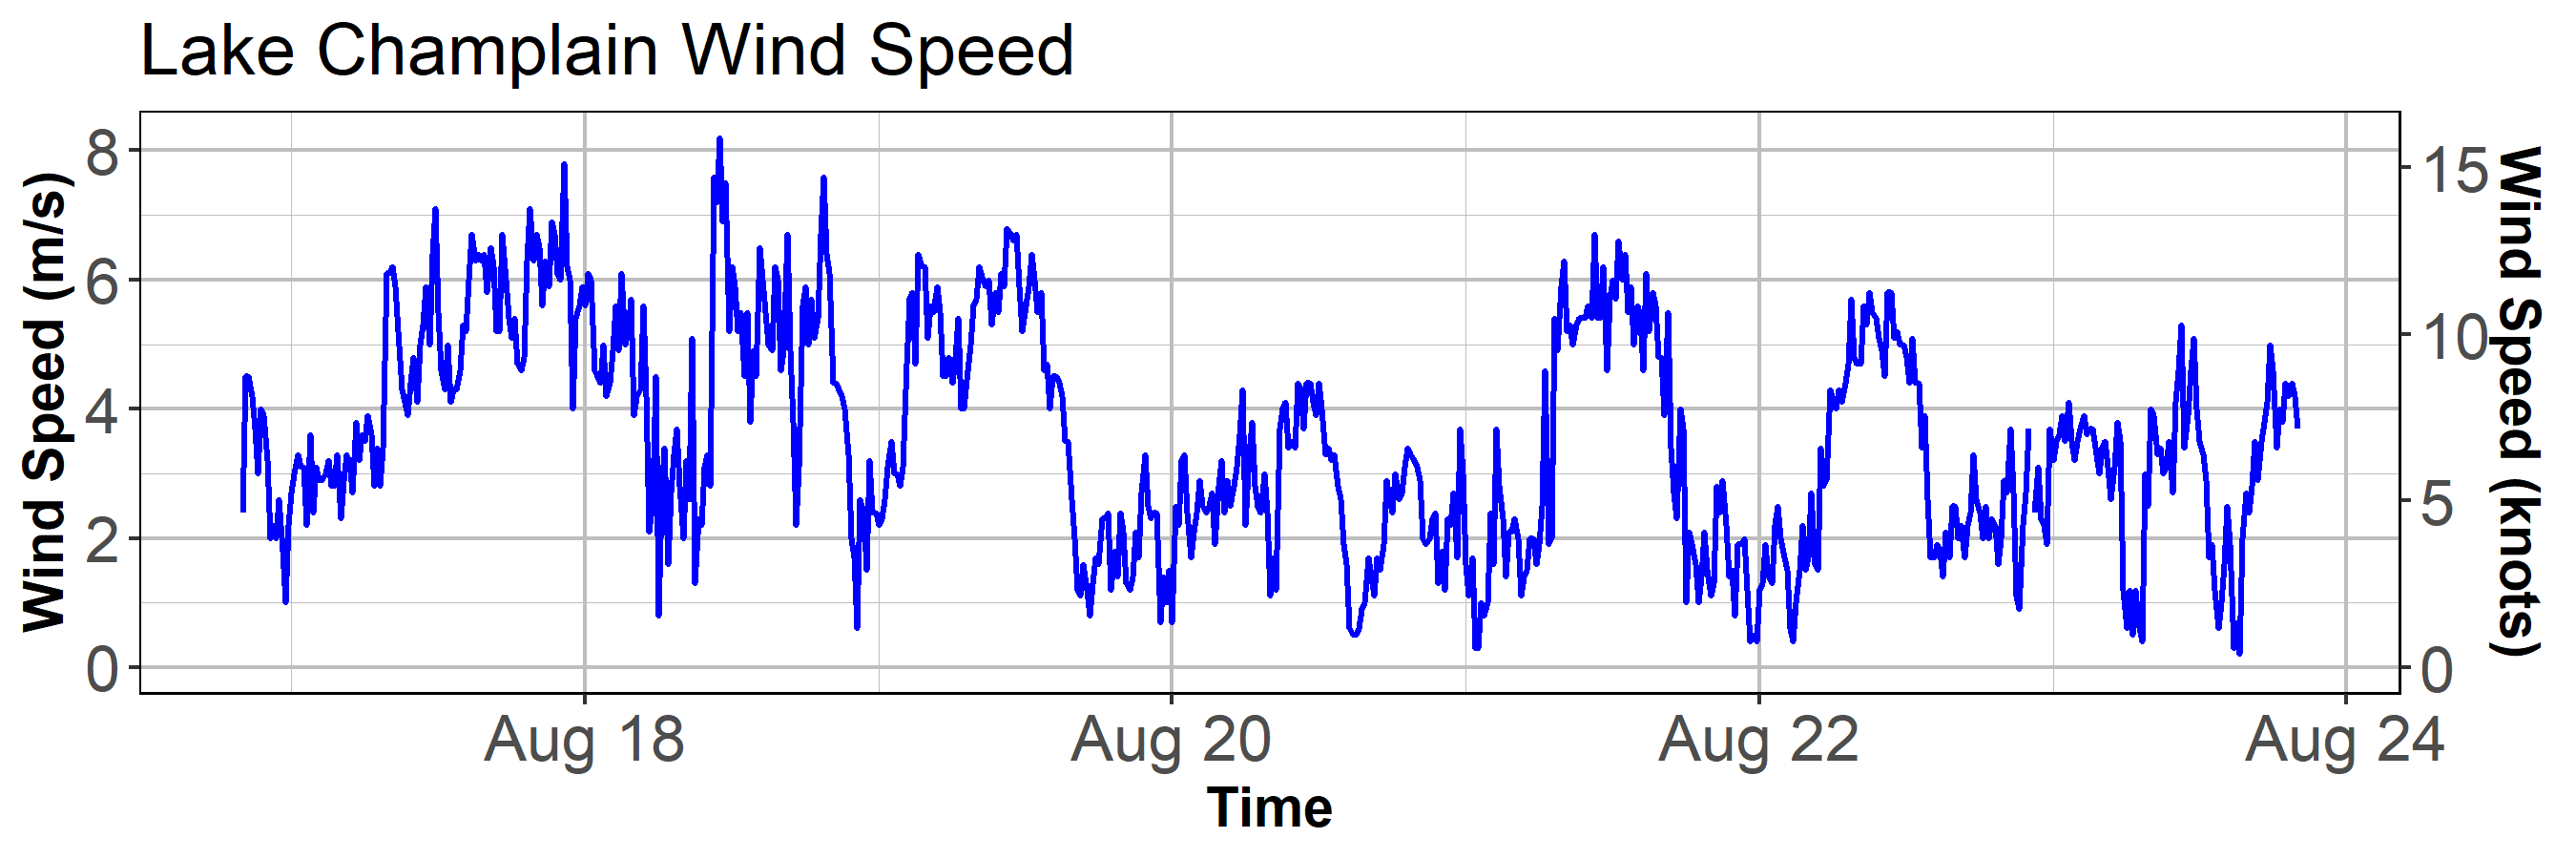 Lake Champlain Wind Speed
Wind Speed (m/s)
8
6
4
2
0
15
10
5
0
Wind Speed (knots)
Aug 18
Aug 20
Aug 22
Aug 24
Time